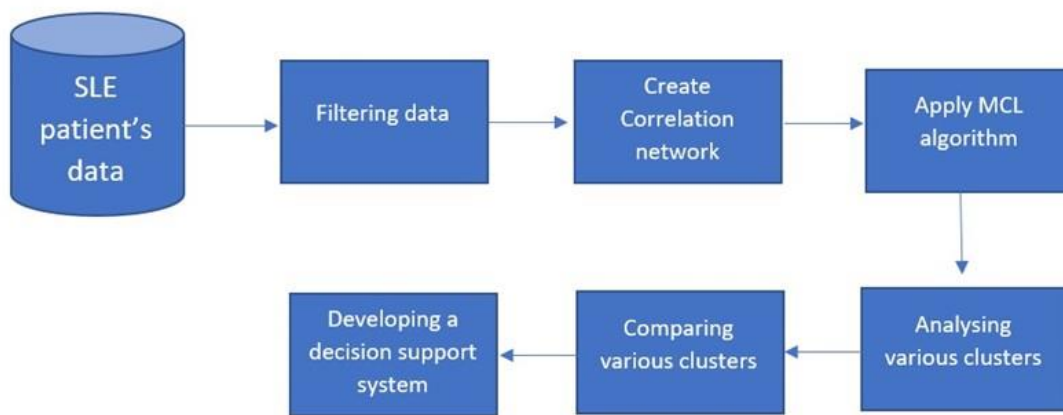 SLE
patient's
data
Filtering data
Create
Correlation
network
Apply MCL
algorithm
Analysing
various clusters
Comparing
various clusters
Developing a
decision support
system